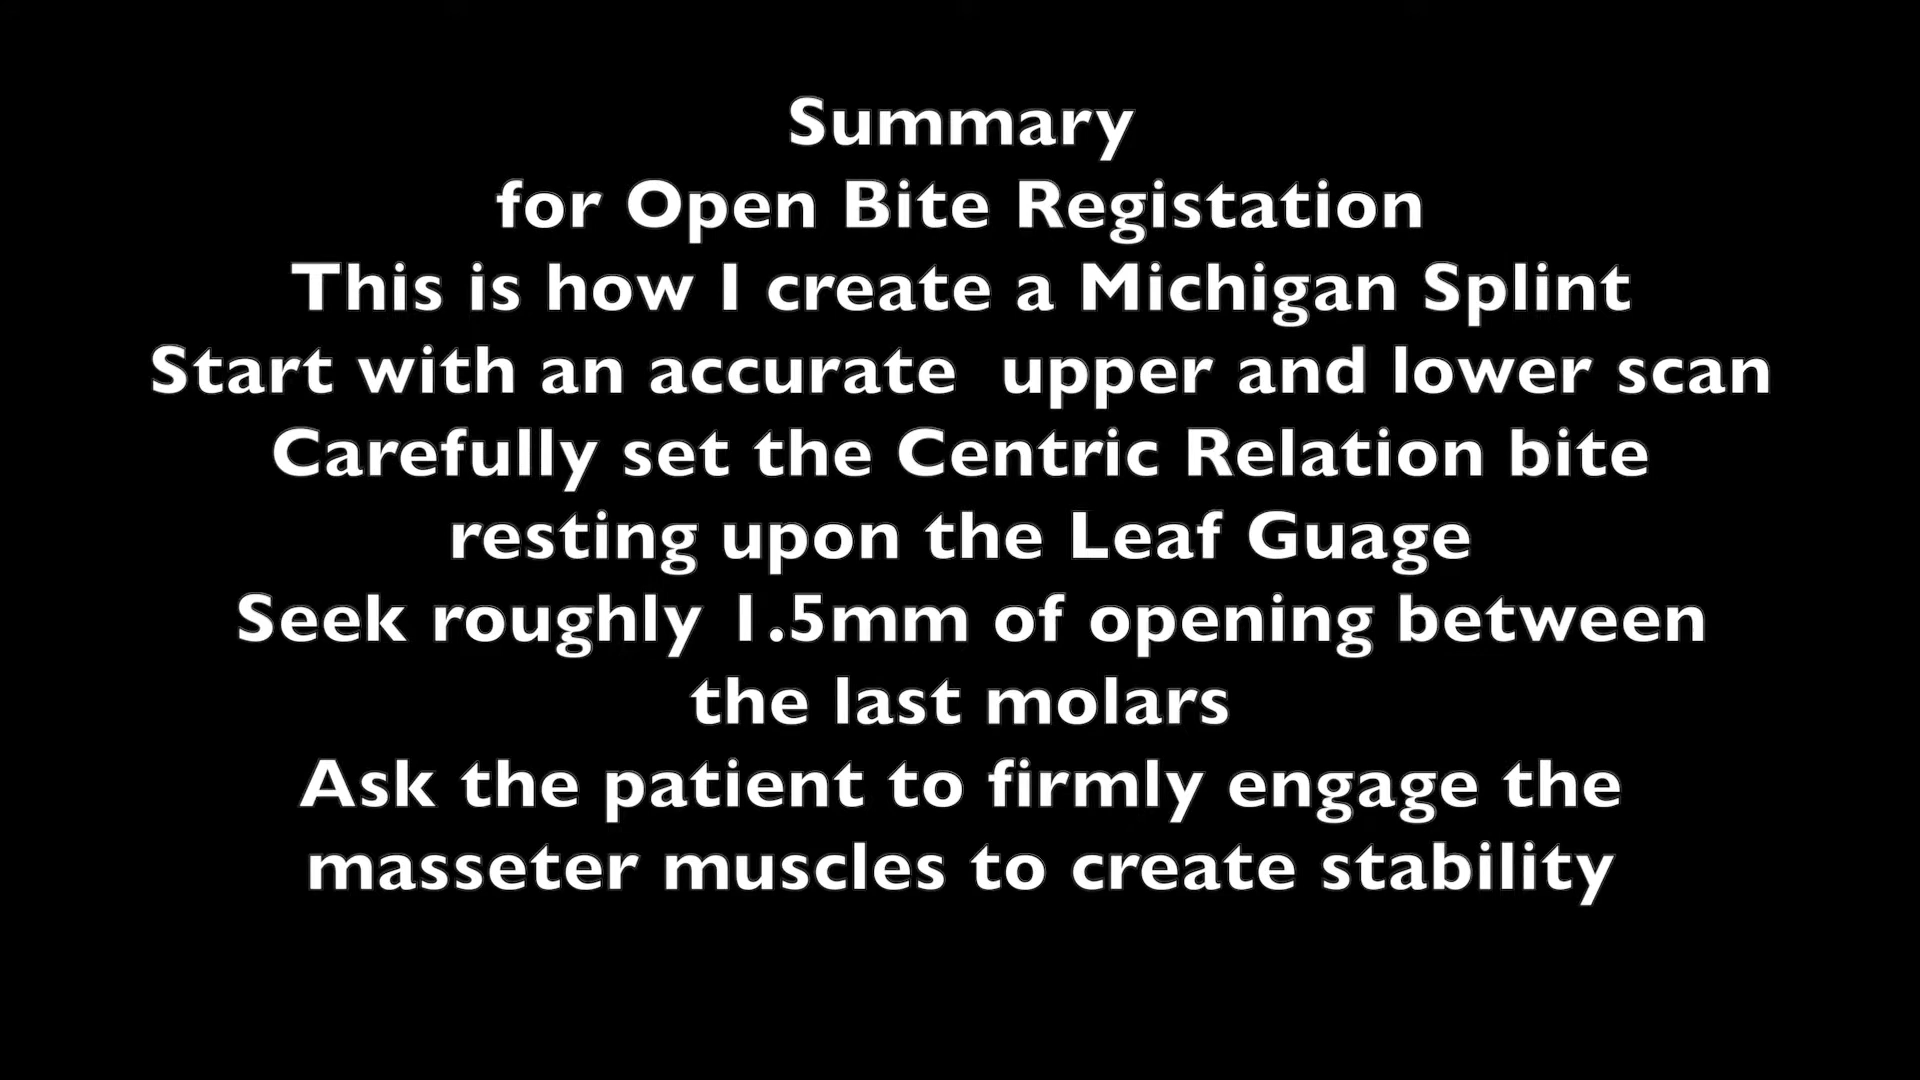 Summary
for Open Bite Registation
This is how I create a Michigan Splint
Start with an accurate  upper and lower scan
Carefully set the Centric Relation bite
resting upon the Leaf Guage
Seek roughly 1.5mm of opening between
the last molars
Ask the patient to firmly engage the
masseter muscles to create stability